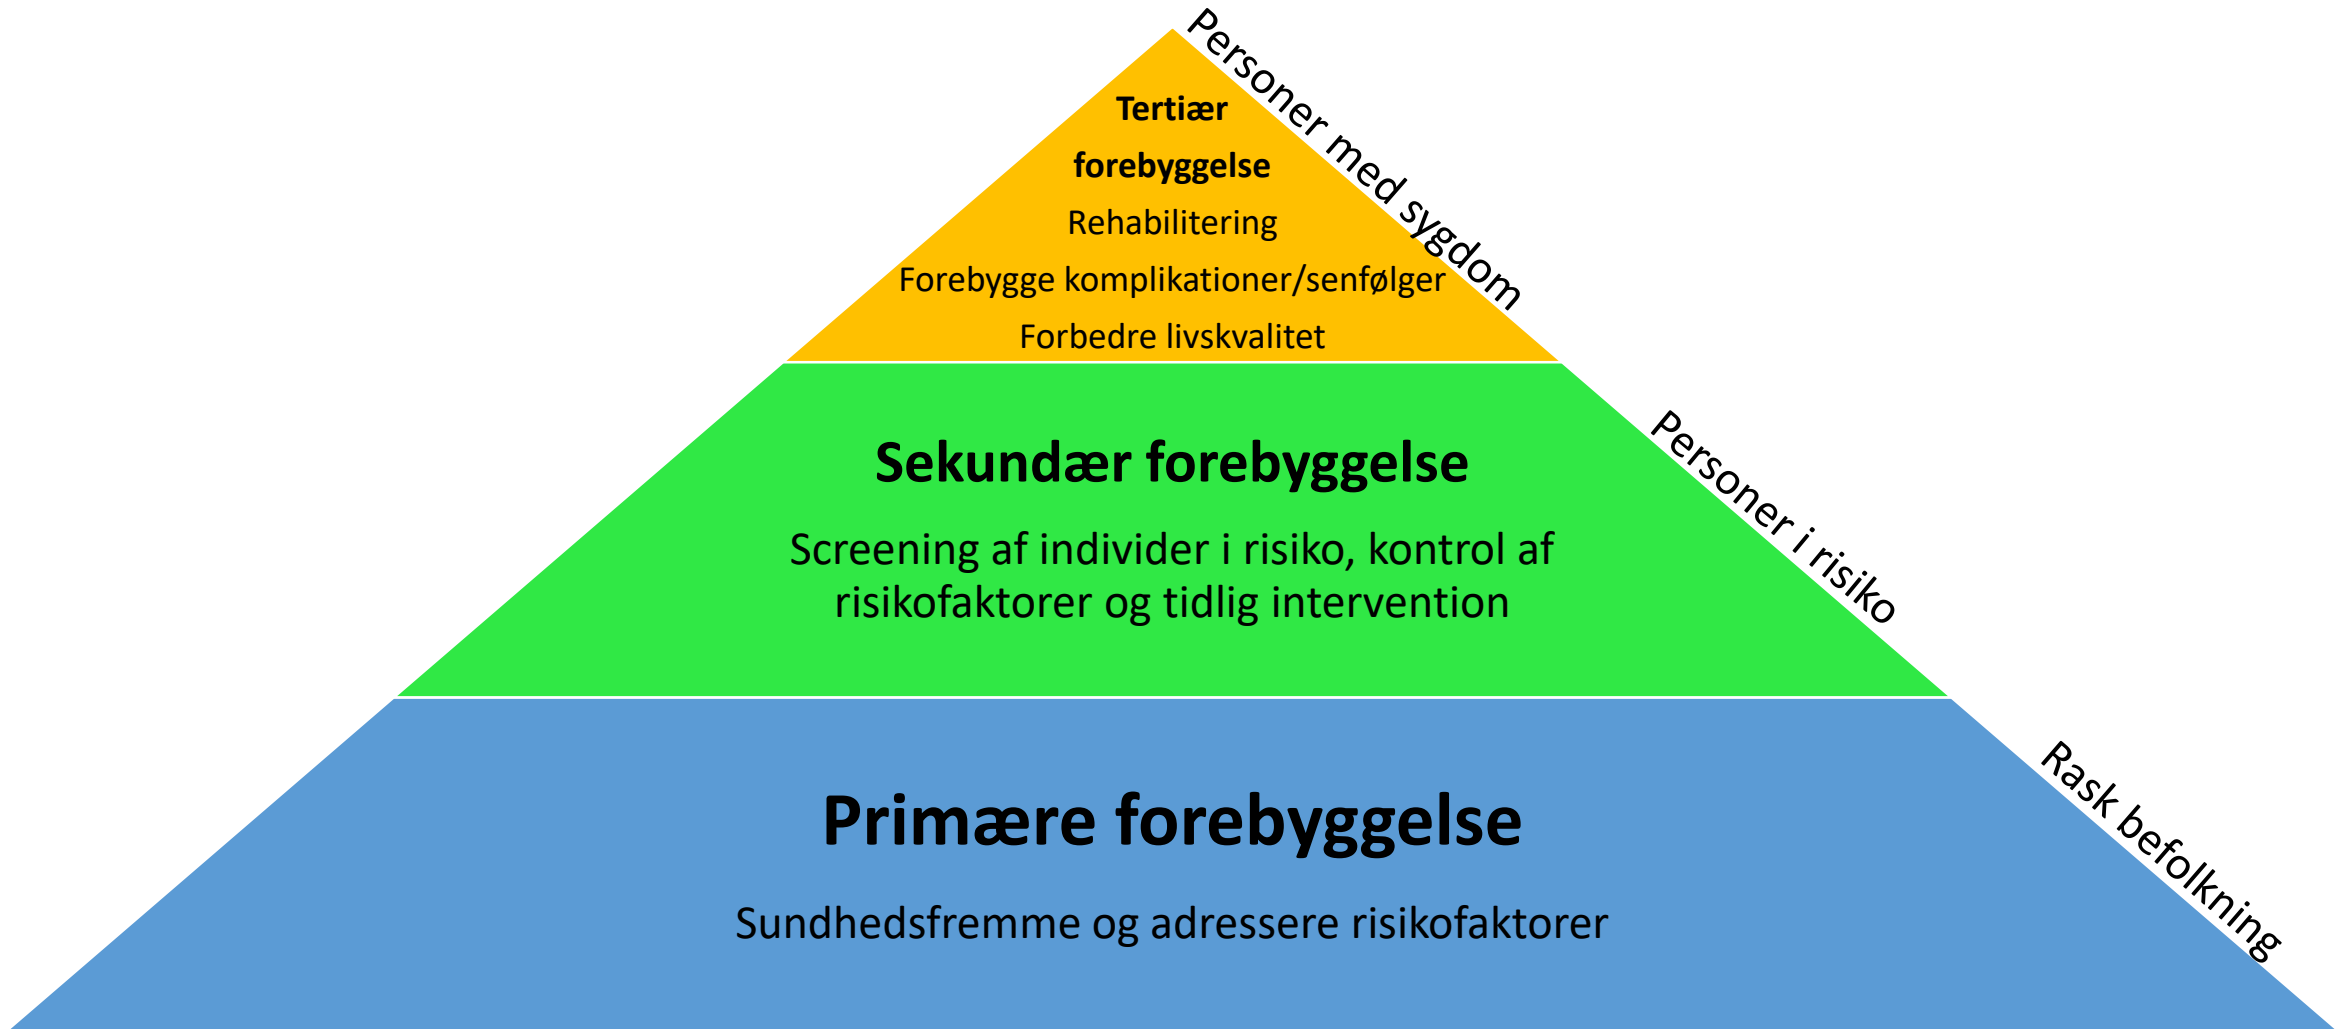 Personer med sygdom
Tertiær
forebyggelse
Rehabilitering
Forebygge komplikationer/senfølger
Forbedre livskvalitet
Personer i risiko
Sekundær forebyggelse
Screening af individer i risiko, kontrol af
risikofaktorer og tidlig intervention
Rask befolkning
Primære forebyggelse
Sundhedsfremme og adressere risikofaktorer